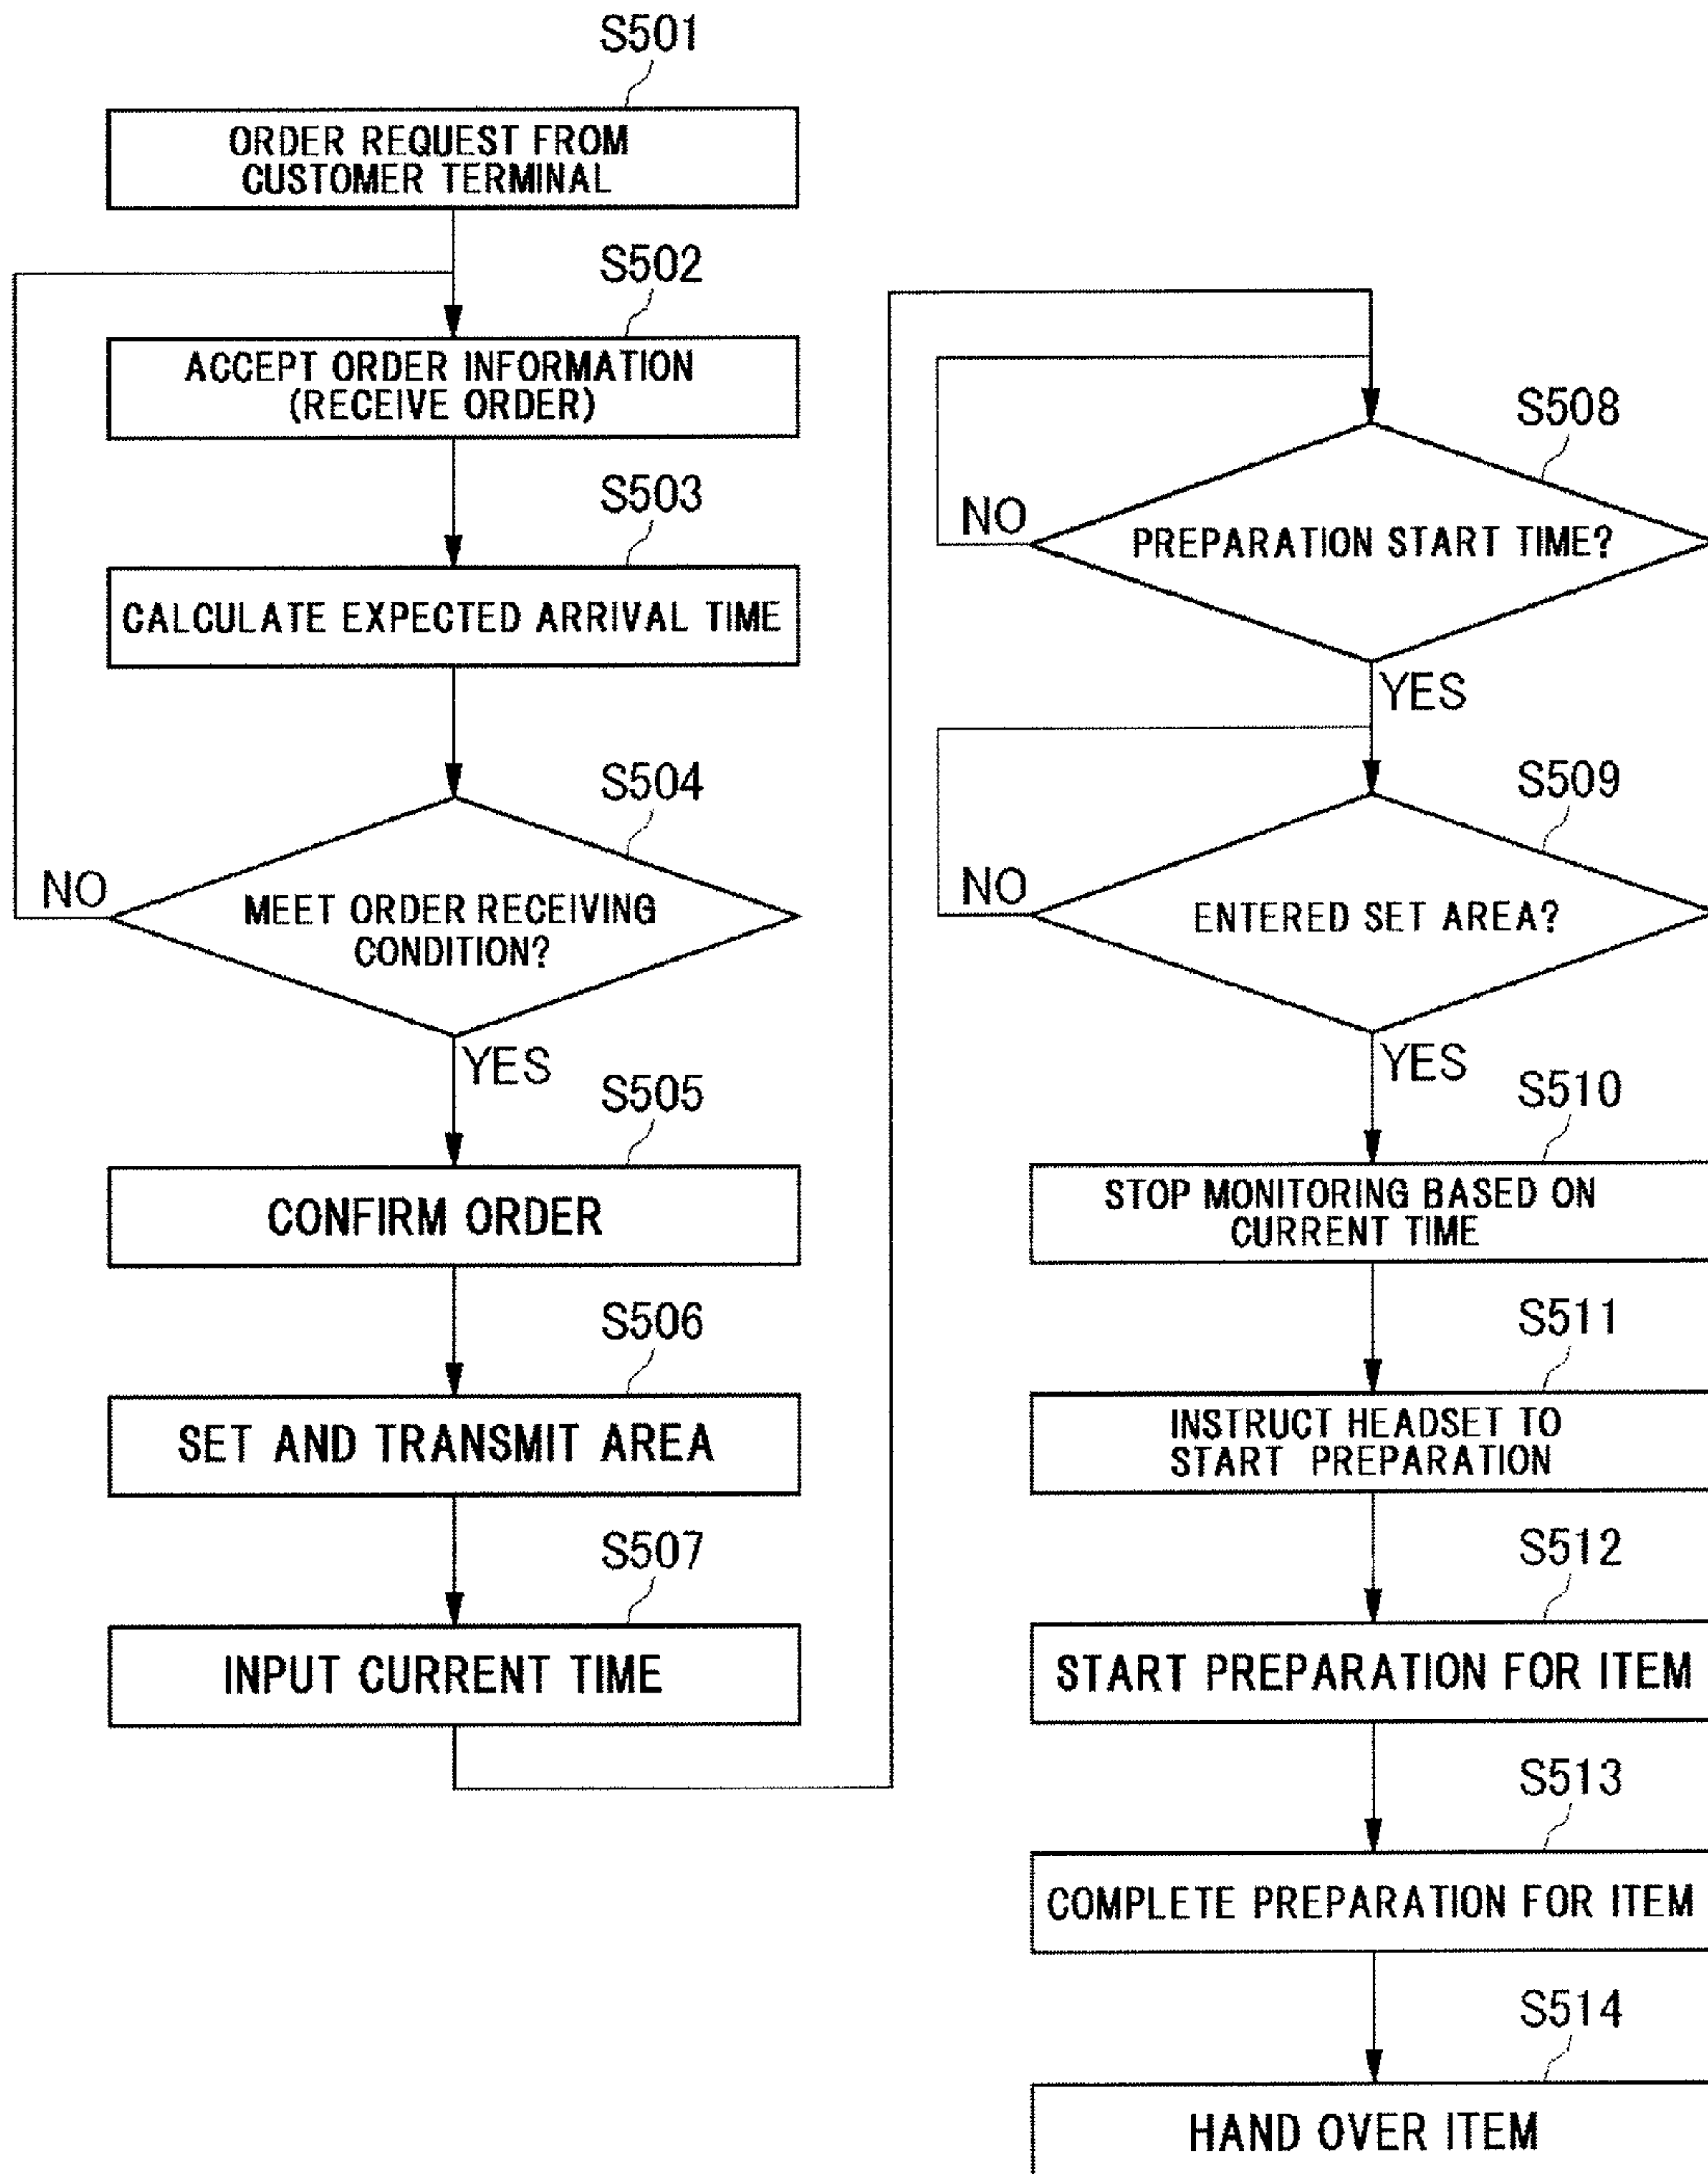 S501
ORDER REQUEST FROM
CUSTOMER TERMINAL
S502
ACCEPT ORDER INFORMATION
(RECEIVE ORDER)
S503
CALCULATE EXPECTED ARRIVAL TIME
S504
NO
MEET ORDER RECEIVING
CONDITION?
YES
S505
CONFIRM ORDER
S506
SET AND TRANSMIT AREA
S507
INPUT CURRENT TIME
S508
NO
PREPARATION START TIME?
YES
S509
NO
ENTERED SET AREA?
YES
S510
STOP MONITORING BASED ON
CURRENT TIME
S511
INSTRUCT HEADSET TO
START PREPARATION
S512
START PREPARATION FOR ITEM
S513
COMPLETE PREPARATION FOR ITEM
S514
HAND OVER ITEM